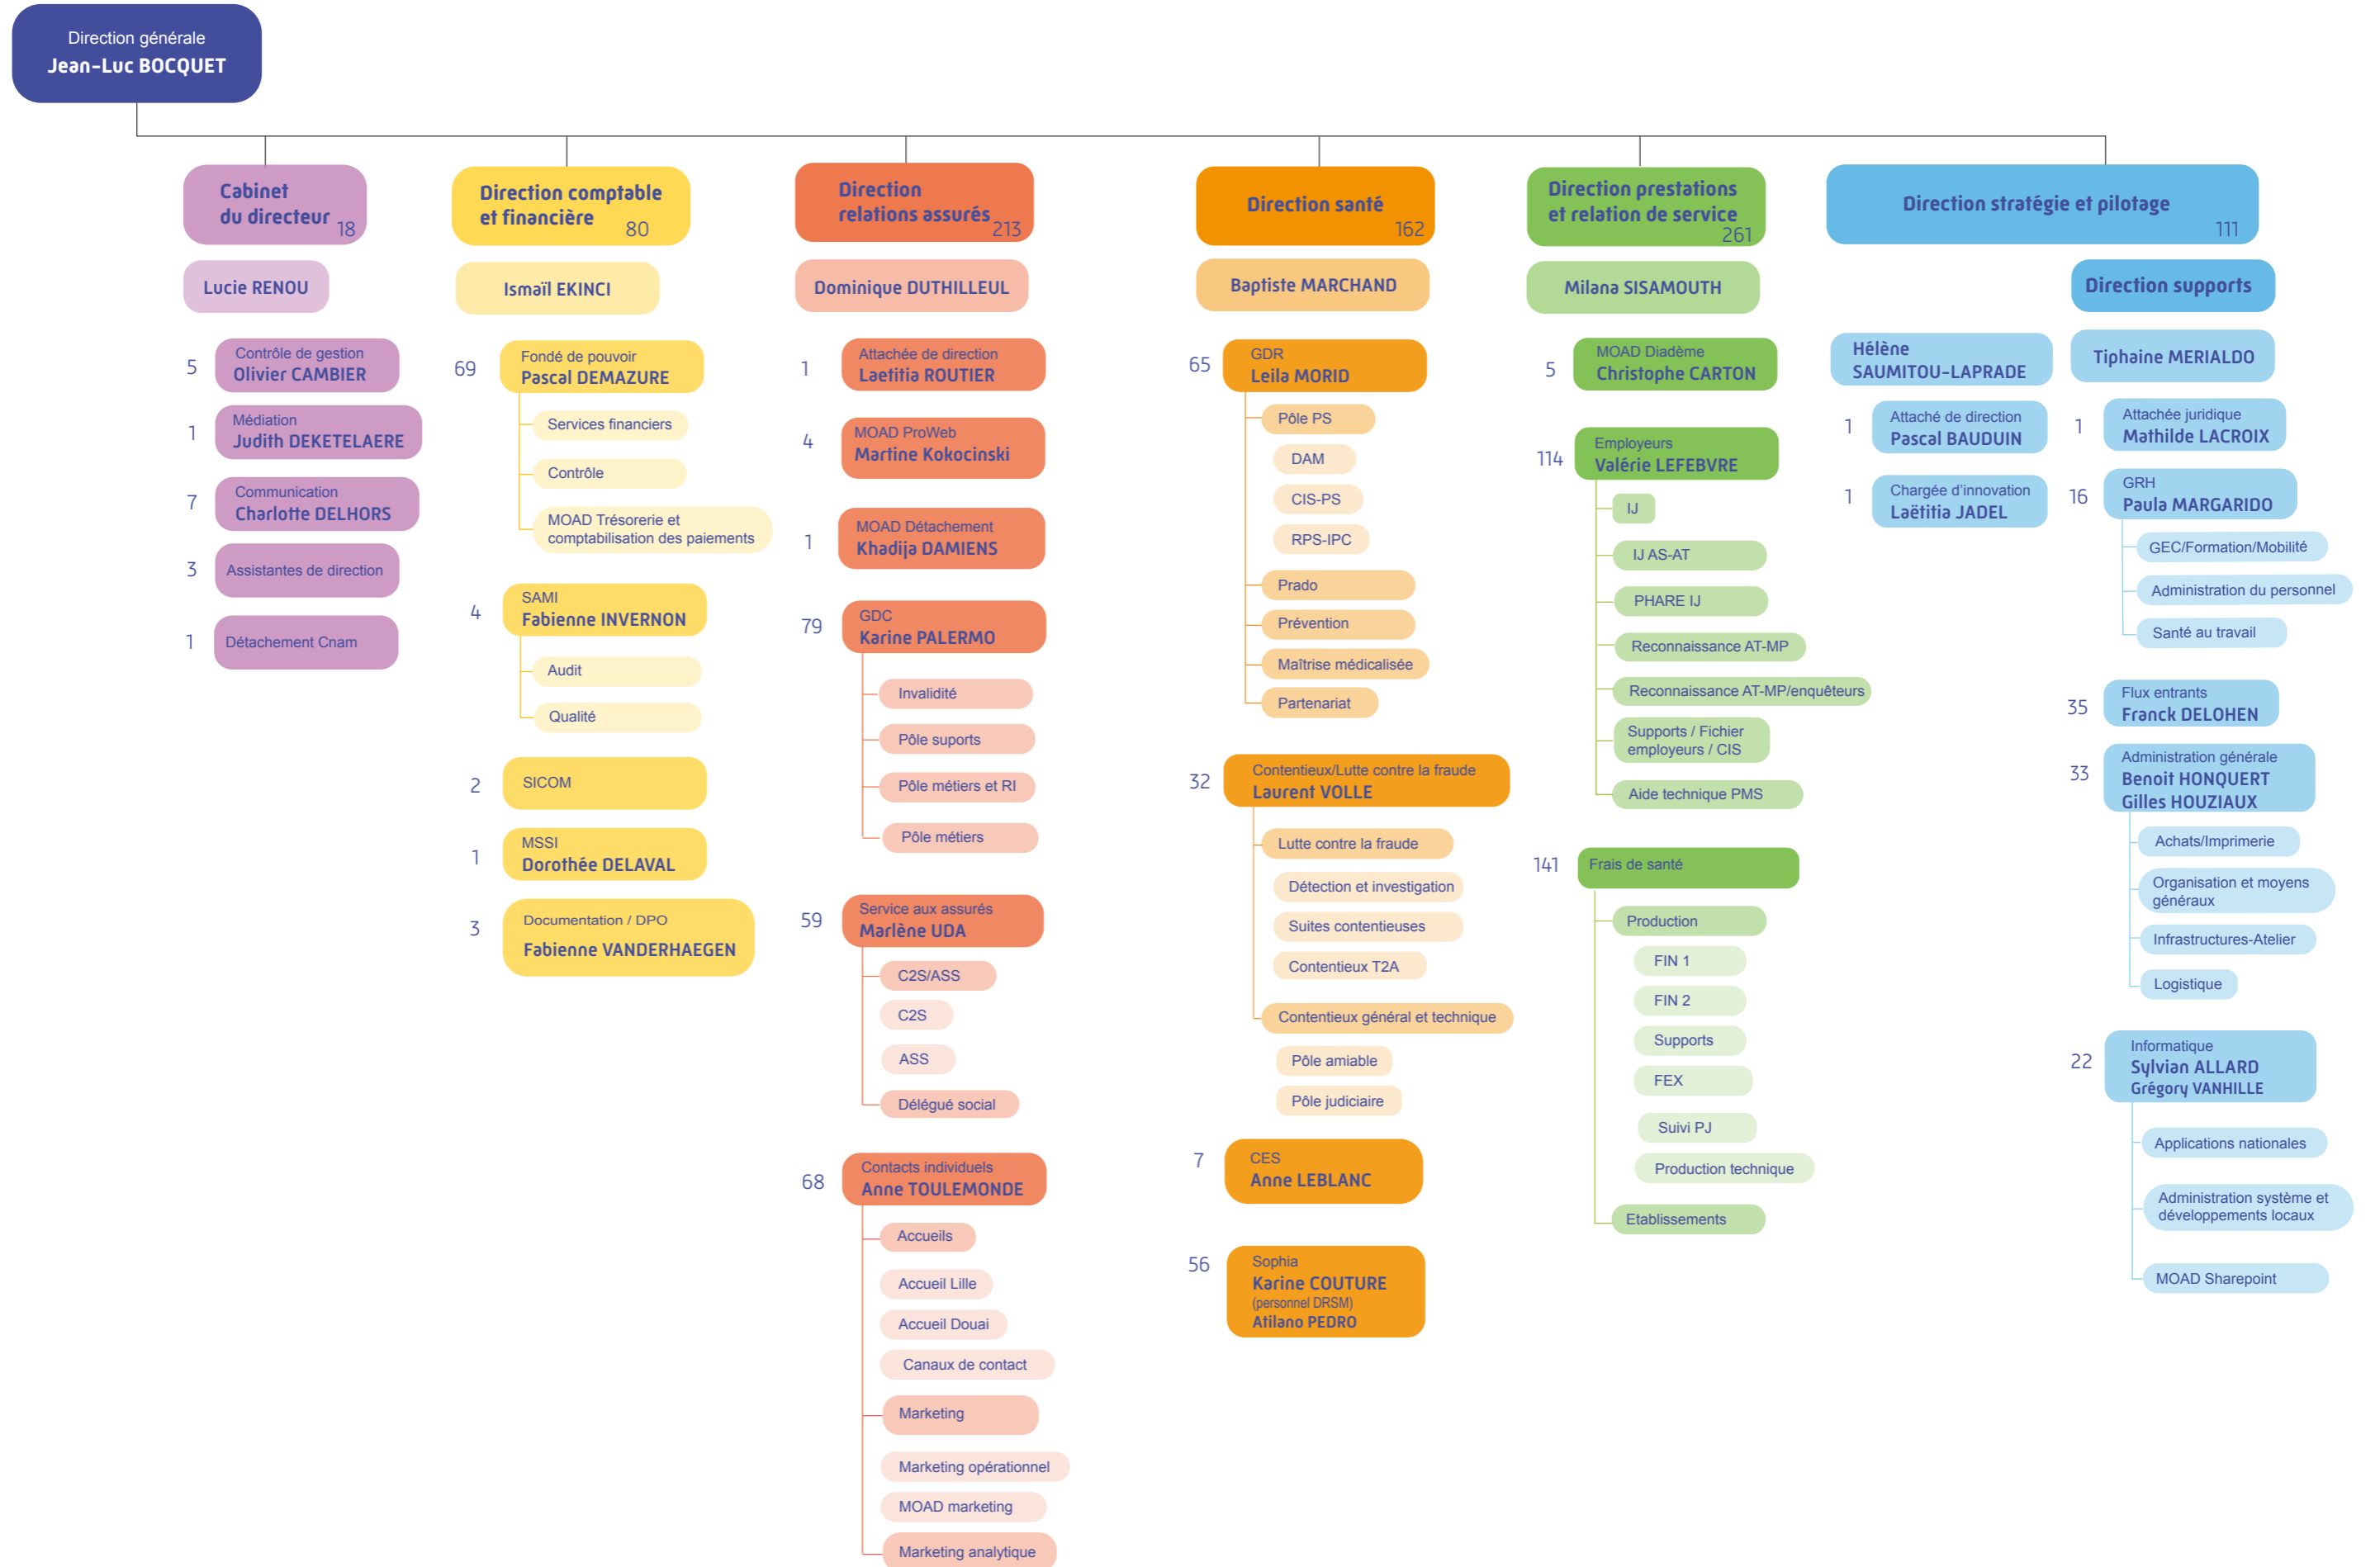 Direction générale
Jean-Luc BOCQUET
Cabinet
du directeur
18
Lucie RENOU
5
Contrôle de gestion
Olivier CAMBIER
1
Médiation
Judith DEKETELAERE
7
Communication
Charlotte DELHORS
3
Assistantes de direction
1
Détachement Cnam
Direction comptable
et financière
80
Ismaïl EKINCI
69
Fondé de pouvoir
Pascal DEMAZURE
Services financiers
Contrôle
MOAD Trésorerie et
comptabilisation des paiements
4
SAMI
Fabienne INVERNON
Audit
Qualité
2
SICOM
1
MSSI
Dorothée DELAVAL
3
Documentation / DPO
Fabienne VANDERHAEGEN
Direction
relations assurés
213
Dominique DUTHILLEUL
1
Attachée de direction
Laetitia ROUTIER
4
MOAD ProWeb
Martine Kokocinski
1
MOAD Détachement
Khadija DAMIENS
79
GDC
Karine PALERMO
Invalidité
Pôle suports
Pôle métiers et RI
Pôle métiers
59
Service aux assurés
Marlène UDA
C2S/ASS
C2S
ASS
Délégué social
68
Contacts individuels
Anne TOULEMONDE
Accueils
Accueil Lille
Accueil Douai
Canaux de contact
Marketing
Marketing opérationnel
MOAD marketing
Marketing analytique
Direction santé
162
Baptiste MARCHAND
65
GDR
Leila MORID
Pôle PS
DAM
CIS-PS
RPS-IPC
Prado
Prévention
Maîtrise médicalisée
Partenariat
32
Contentieux/Lutte contre la fraude
Laurent VOLLE
Lutte contre la fraude
Détection et investigation
Suites contentieuses
Contentieux T2A
Contentieux général et technique
Pôle amiable
Pôle judiciaire
7
CES
Anne LEBLANC
56
Sophia
Karine COUTURE
(personnel DRSM)
Atilano PEDRO
Direction prestations
et relation de service
261
Milana SISAMOUTH
5
MOAD Diadème
Christophe CARTON
114
Employeurs
Valérie LEFEBVRE
IJ
IJ AS-AT
PHARE IJ
Reconnaissance AT-MP
Reconnaissance AT-MP/enquêteurs
Supports / Fichier
employeurs / CIS
Aide technique PMS
141
Frais de santé
Production
FIN 1
FIN 2
Supports
FEX
Suivi PJ
Production technique
Etablissements
Direction stratégie et pilotage
111
Hélène
SAUMITOU-LAPRADE
1
Attaché de direction
Pascal BAUDUIN
1
Chargée d'innovation
Laëtitia JADEL
Direction supports
Tiphaine MERIALDO
1
Attachée juridique
Mathilde LACROIX
16
GRH
Paula MARGARIDO
GEC/Formation/Mobilité
Administration du personnel
Santé au travail
35
Flux entrants
Franck DELOHEN
33
Administration générale
Benoit HONQUERT
Gilles HOUZIAUX
Achats/Imprimerie
Organisation et moyens
généraux
Infrastructures-Atelier
Logistique
22
Informatique
Sylvian ALLARD
Grégory VANHILLE
Applications nationales
Administration système et
développements locaux
MOAD Sharepoint